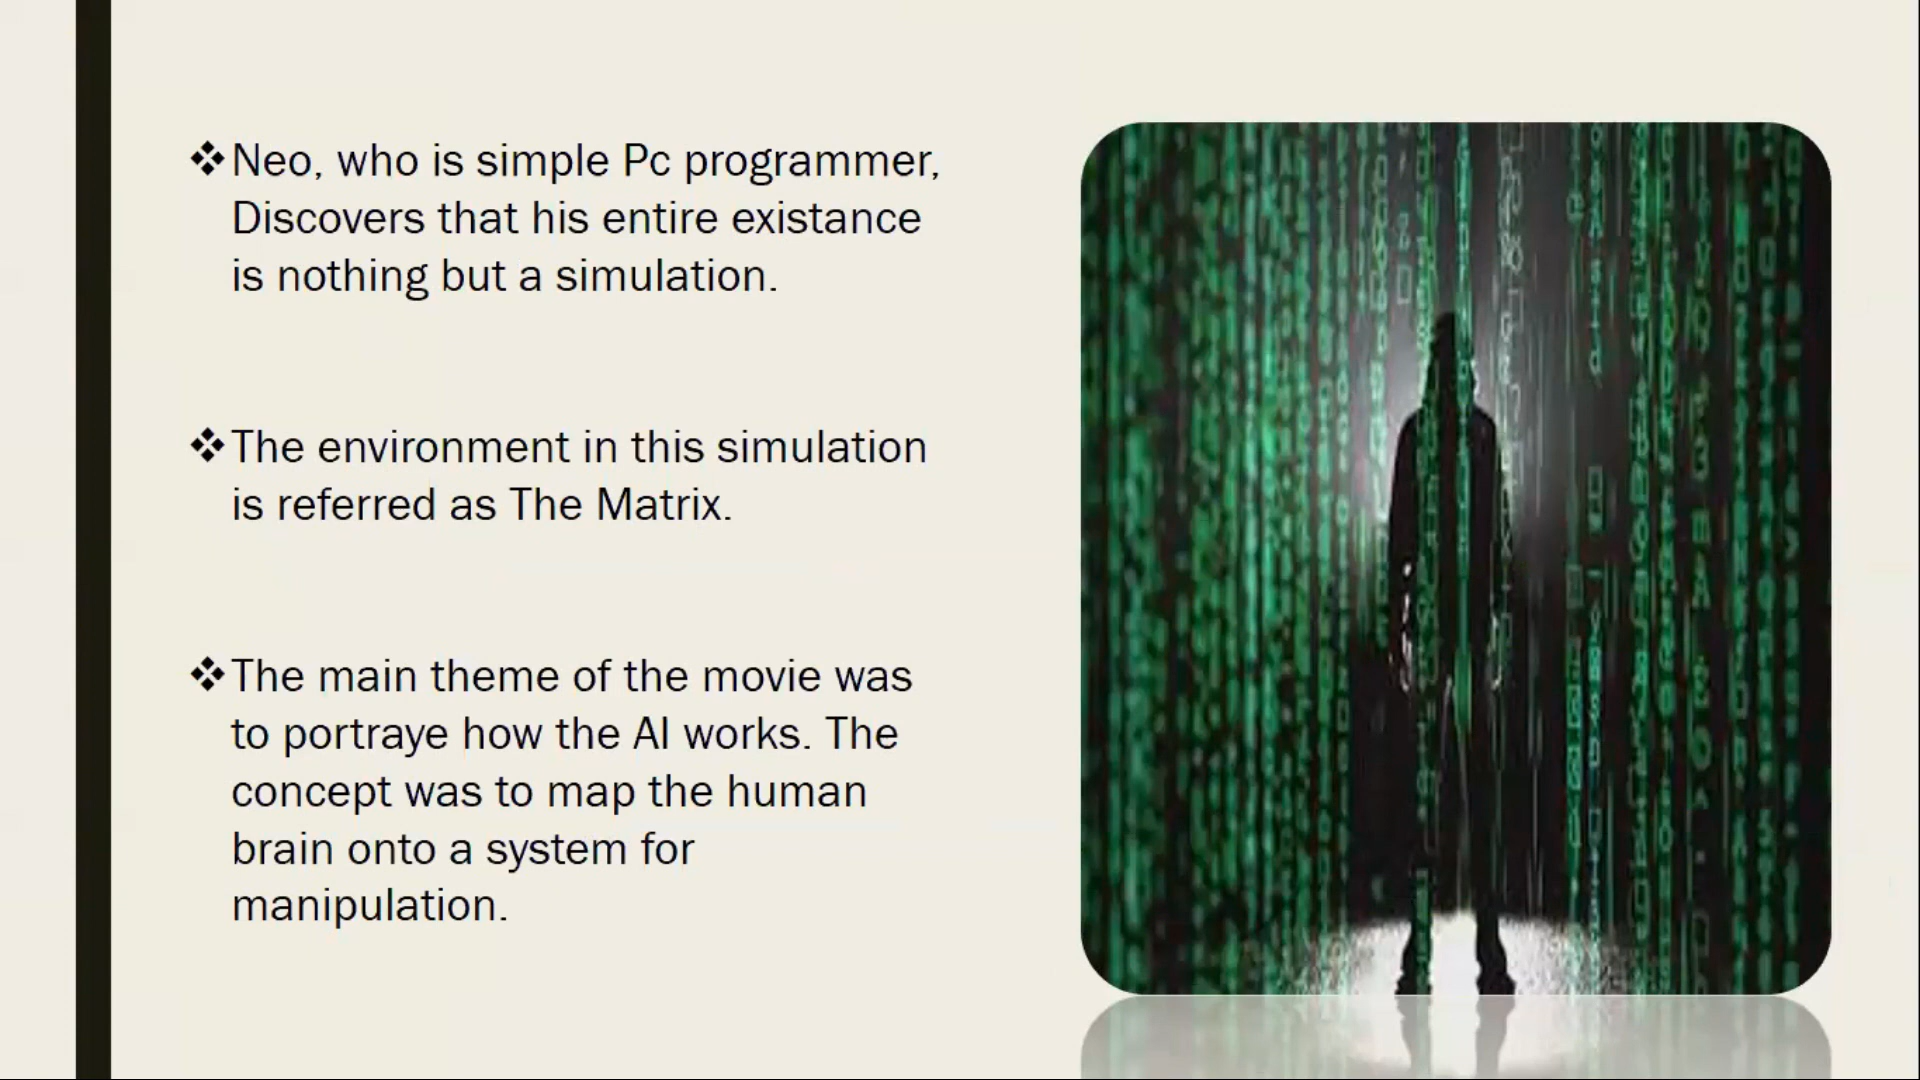 Neo, who is simple Pc programmer,
Discovers that his entire existance
is nothing but a simulation.
The environment in this simulation
is referred as The Matrix.
The main theme of the movie was
to portraye how the AI works. The
concept was to map the human
brain onto a system for
manipulation.